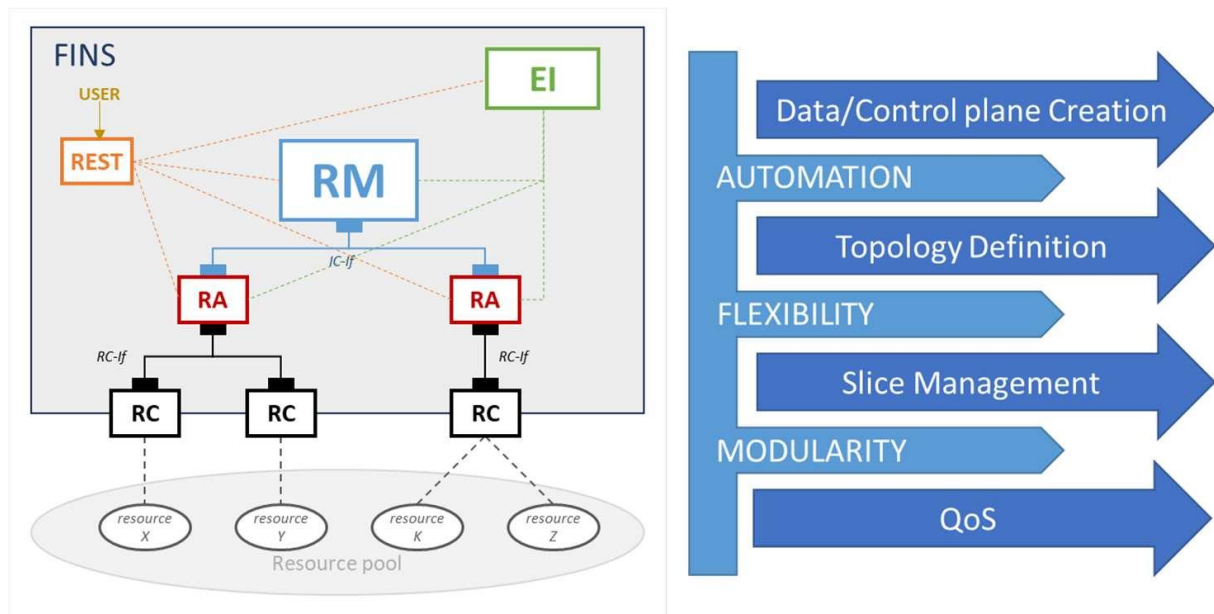 FINS
USER
REST
EI
RM
IC-If
RA
RA
RC-If
RC-If
RC
RC
RC
resource
X
resource
Y
resource
K
resource
Z
Resource pool
Data/Control plane Creation
AUTOMATION
Topology Definition
FLEXIBILITY
Slice Management
MODULARITY
QoS